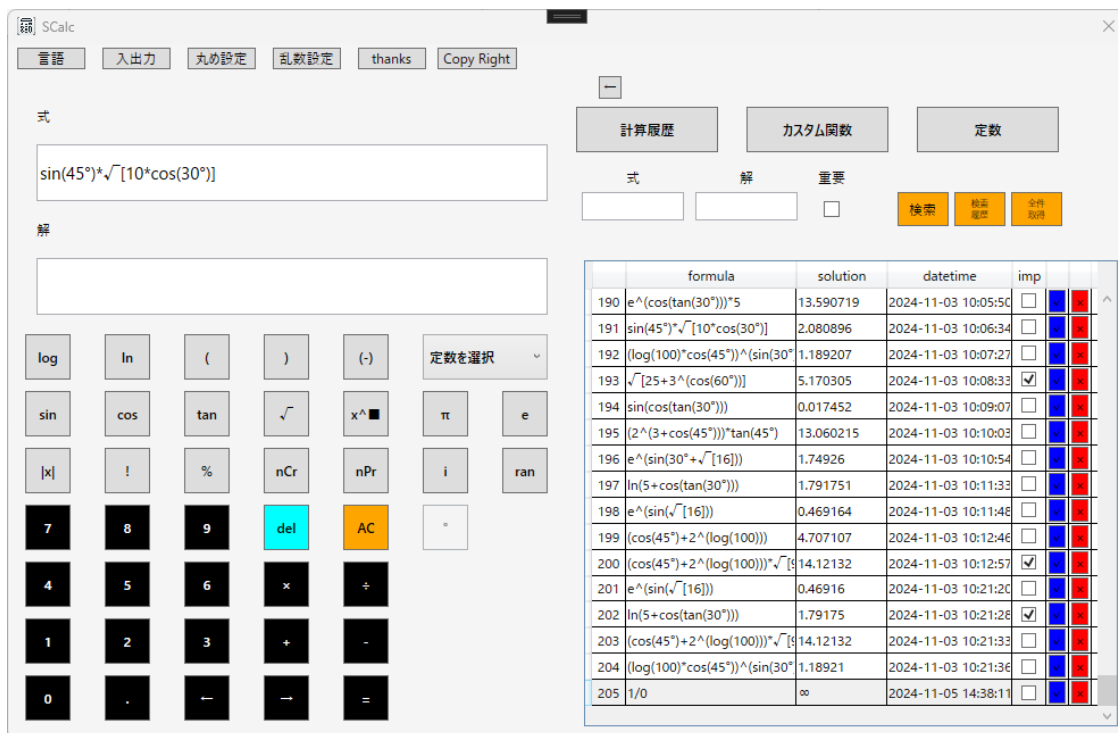 SCalc
言語 入出力 丸め設定 乱数設定 thanks Copy Right
←
計算履歴 カスタム関数 定数
式
sin(45°)*√[10*cos(30°)]
解
式 解 重要
検索 検索履歴 全件取得
log ln ( ) (-) 定数を選択
sin cos tan √ x^■ π e
|x| ! % nCr nPr i ran
7 8 9 del AC °
4 5 6 × ÷
1 2 3 + -
0 . ← → =
formula solution datetime imp
190 e^(cos(tan(30°)))*5 13.590719 2024-11-03 10:05:50
191 sin(45°)*√[10*cos(30°)] 2.080896 2024-11-03 10:06:34
192 (log(100)*cos(45°))^(sin(30° 1.189207 2024-11-03 10:07:27
193 √[25+3^(cos(60°))] 5.170305 2024-11-03 10:08:33
194 sin(cos(tan(30°))) 0.017452 2024-11-03 10:09:07
195 (2^(3+cos(45°)))*tan(45°) 13.060215 2024-11-03 10:10:03
196 e^(sin(30°+√[16])) 1.74926 2024-11-03 10:10:54
197 ln(5+cos(tan(30°))) 1.791751 2024-11-03 10:11:33
198 e^(sin(√[16])) 0.469164 2024-11-03 10:11:48
199 (cos(45°)+2^(log(100))) 4.707107 2024-11-03 10:12:46
200 (cos(45°)+2^(log(100)))*√[9 14.12132 2024-11-03 10:12:57
201 e^(sin(√[16])) 0.46916 2024-11-03 10:21:20
202 ln(5+cos(tan(30°))) 1.79175 2024-11-03 10:21:28
203 (cos(45°)+2^(log(100)))*√[9 14.12132 2024-11-03 10:21:33
204 (log(100)*cos(45°))^(sin(30° 1.18921 2024-11-03 10:21:36
205 1/0 ∞ 2024-11-05 14:38:11